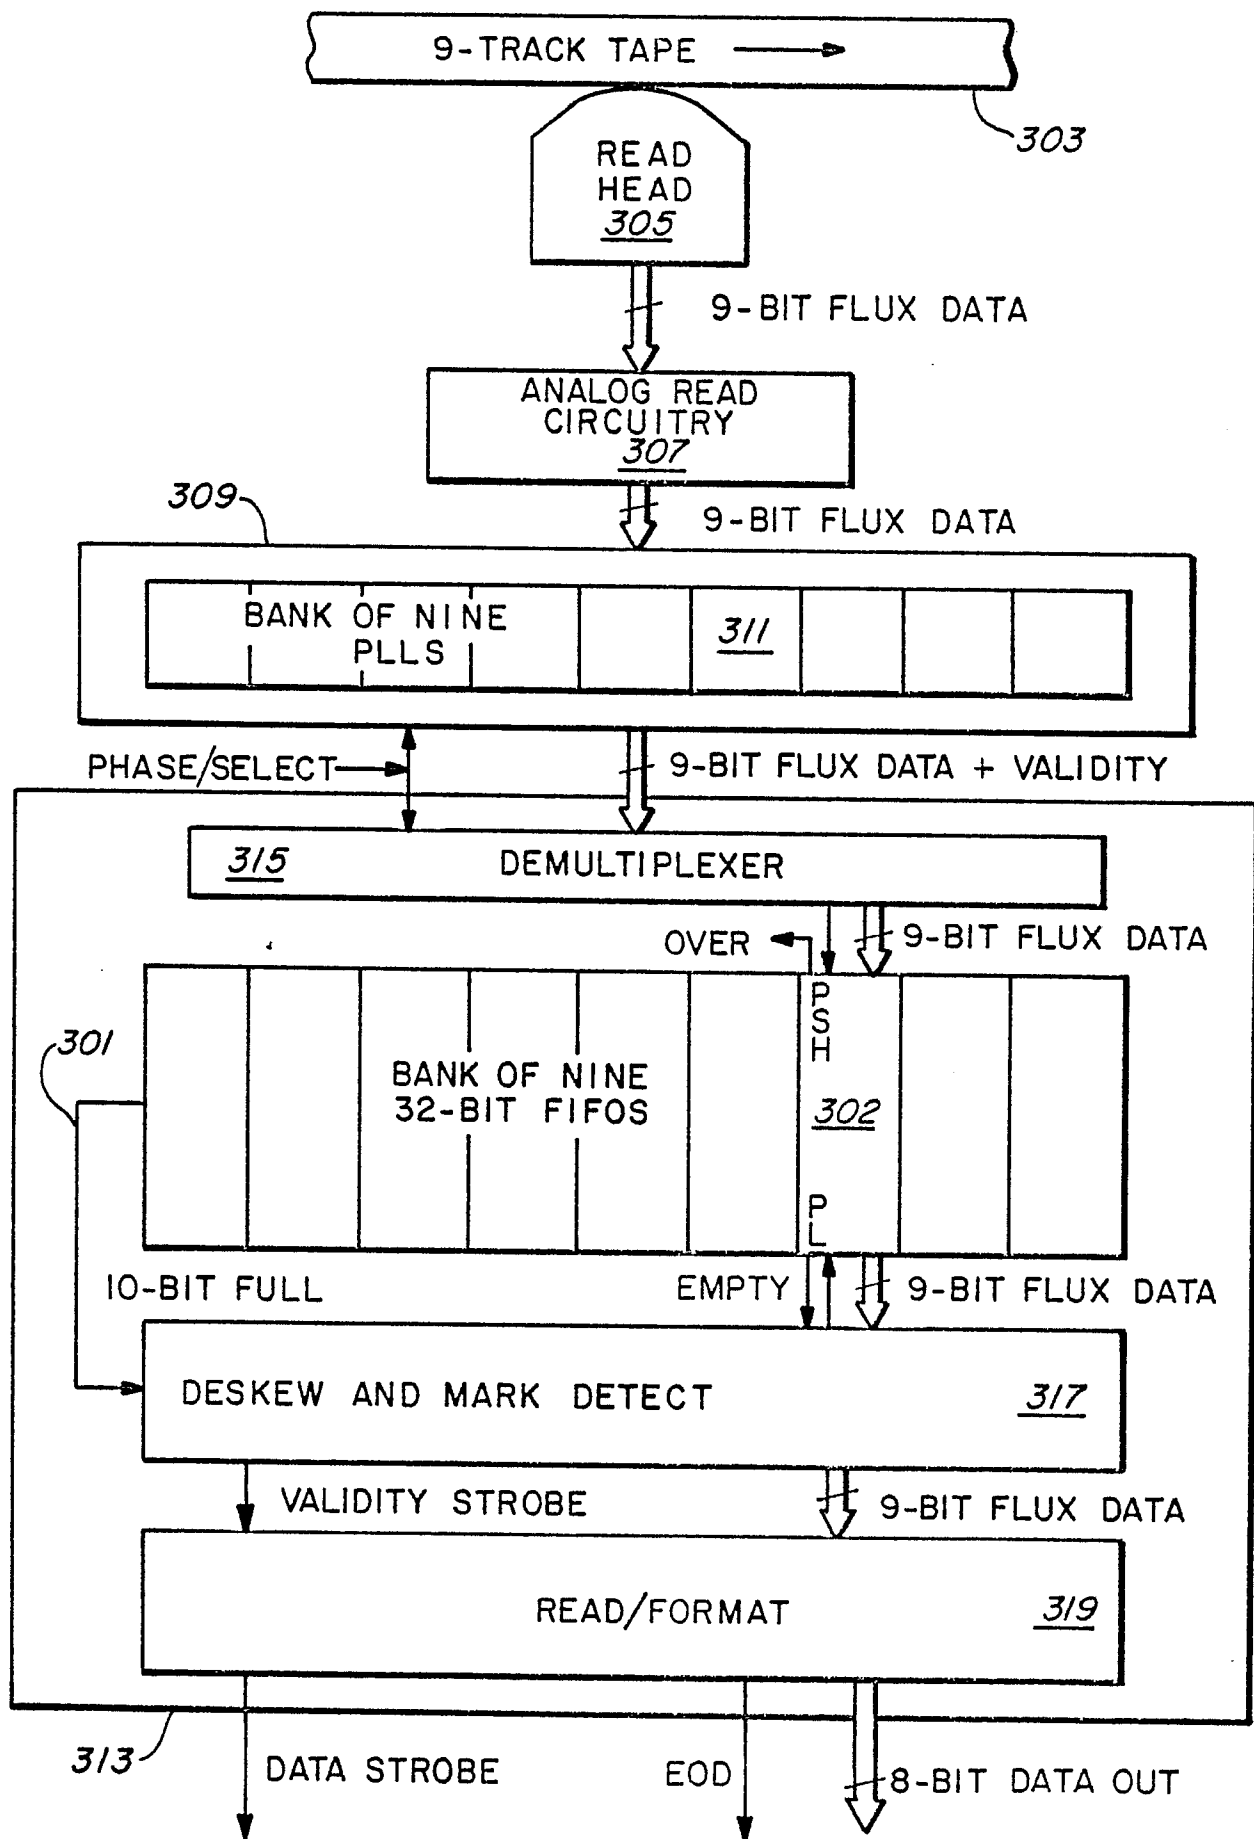 9-TRACK TAPE
303
READ
HEAD
305
9-BIT FLUX DATA
ANALOG READ
CIRCUITRY
307
309
9-BIT FLUX DATA
BANK OF NINE
PLLS
311
PHASE/SELECT
9-BIT FLUX DATA + VALIDITY
315
DEMULTIPLEXER
OVER
9-BIT FLUX DATA
PSH
301
BANK OF NINE
32-BIT FIFOS
302
PL
10-BIT FULL
EMPTY
9-BIT FLUX DATA
DESKEW AND MARK DETECT
317
VALIDITY STROBE
9-BIT FLUX DATA
READ/FORMAT
319
313
DATA STROBE
EOD
8-BIT DATA OUT